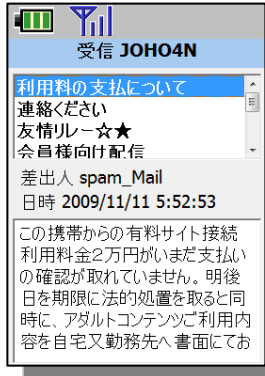 受信 JOHO4N
利用料の支払について
連絡ください
友情リレー☆★
会員様向け配信
差出人 spam_Mail
日時 2009/11/11 5:52:53
この携帯からの有料サイト接続
利用料金2万円がいまだ支払い
の確認が取れていません。明後
日を期限に法的処置を取ると同
時に、アダルトコンテンツご利用内
容を自宅又勤務先へ書面にてお